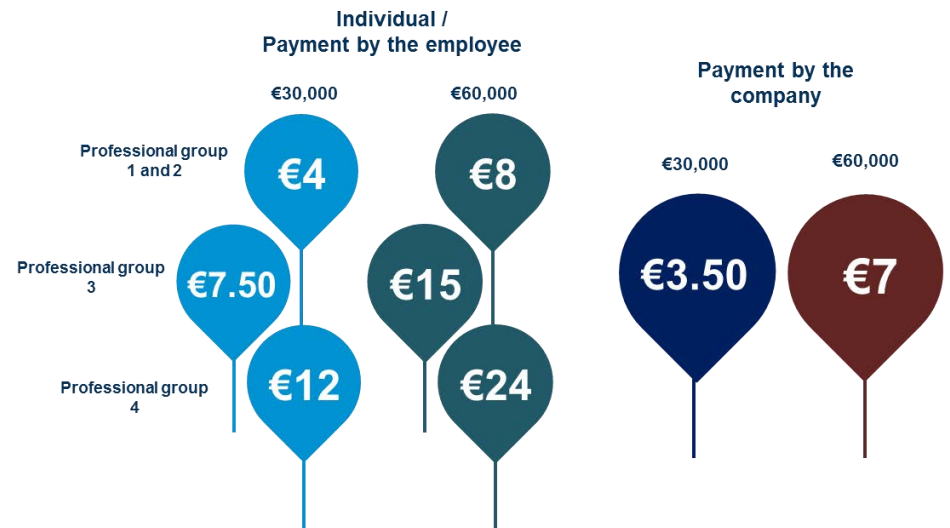 Individual /
Payment by the employee
€30,000
€60,000
Professional group
1 and 2
€4
€8
Professional group
3
€7.50
€15
Professional group
4
€12
€24
Payment by the
company
€30,000
€60,000
€3.50
€7